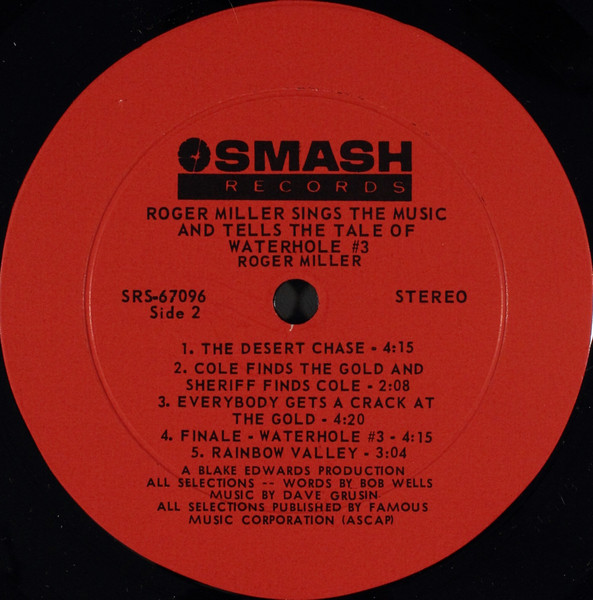 SMASH
RECORDS
ROGER MILLER SINGS THE MUSIC
AND TELLS THE TALE OF
WATERHOLE #3
ROGER MILLER
SRS-67096 STEREO
Side 2
1. THE DESERT CHASE - 4:15
2. COLE FINDS THE GOLD AND
SHERIFF FINDS COLE - 2:08
3. EVERYBODY GETS A CRACK AT
THE GOLD - 4:20
4. FINALE - WATERHOLE #3 - 4:15
5. RAINBOW VALLEY - 3:04
A BLAKE EDWARDS PRODUCTION
ALL SELECTIONS -- WORDS BY BOB WELLS
MUSIC BY DAVE GRUSIN
ALL SELECTIONS PUBLISHED BY FAMOUS
MUSIC CORPORATION (ASCAP)